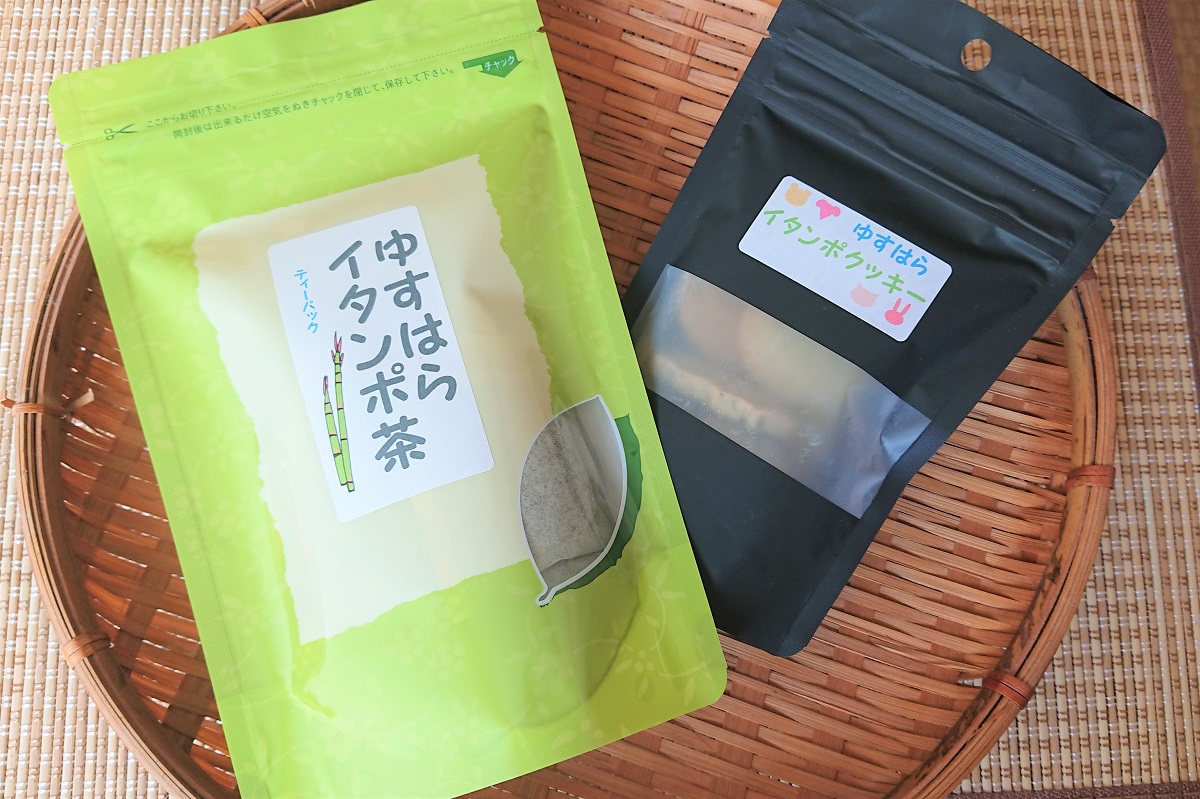 ここからお切り下さい。
開封後は出来るだけ空気をぬきチャックを閉じて、保存して下さい。
チャック
ゆすはら
イタンポ茶
ティーパック
ゆすはら
イタンポクッキー